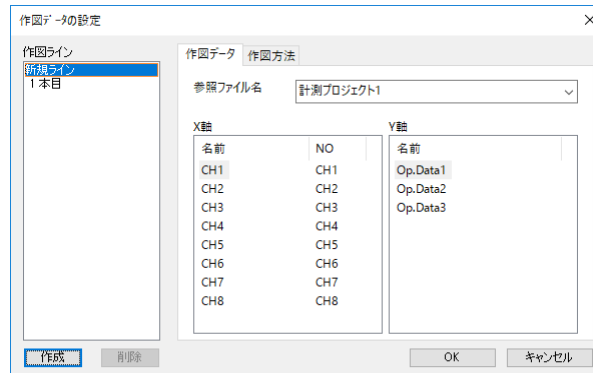 作図ﾃﾞｰﾀの設定
作図ライン
新規ライン
1 本目
作図データ 作図方法
参照ファイル名 計測プロジェクト1
X軸 Y軸
名前 NO 名前
CH1 CH1 Op.Data1
CH2 CH2 Op.Data2
CH3 CH3 Op.Data3
CH4 CH4
CH5 CH5
CH6 CH6
CH7 CH7
CH8 CH8
作成 削除 OK キャンセル